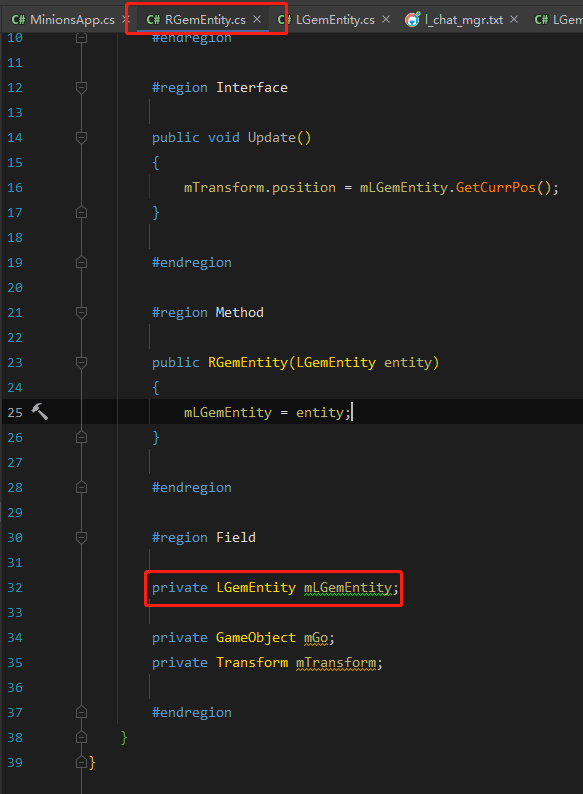 C# MinionsApp.cs × C# RGemEntity.cs × C# LGemEntity.cs × l_chat_mgr.txt × C# LGem
10 #endregion
11
12 #region Interface
13
14 public void Update()
15 {
16 mTransform.position = mLGemEntity.GetCurrPos();
17 }
18
19 #endregion
20
21 #region Method
22
23 public RGemEntity(LGemEntity entity)
24 {
25 mLGemEntity = entity;
26 }
27
28 #endregion
29
30 #region Field
31
32 private LGemEntity mLGemEntity;
33
34 private GameObject mGo;
35 private Transform mTransform;
36
37 #endregion
38 }
39 }